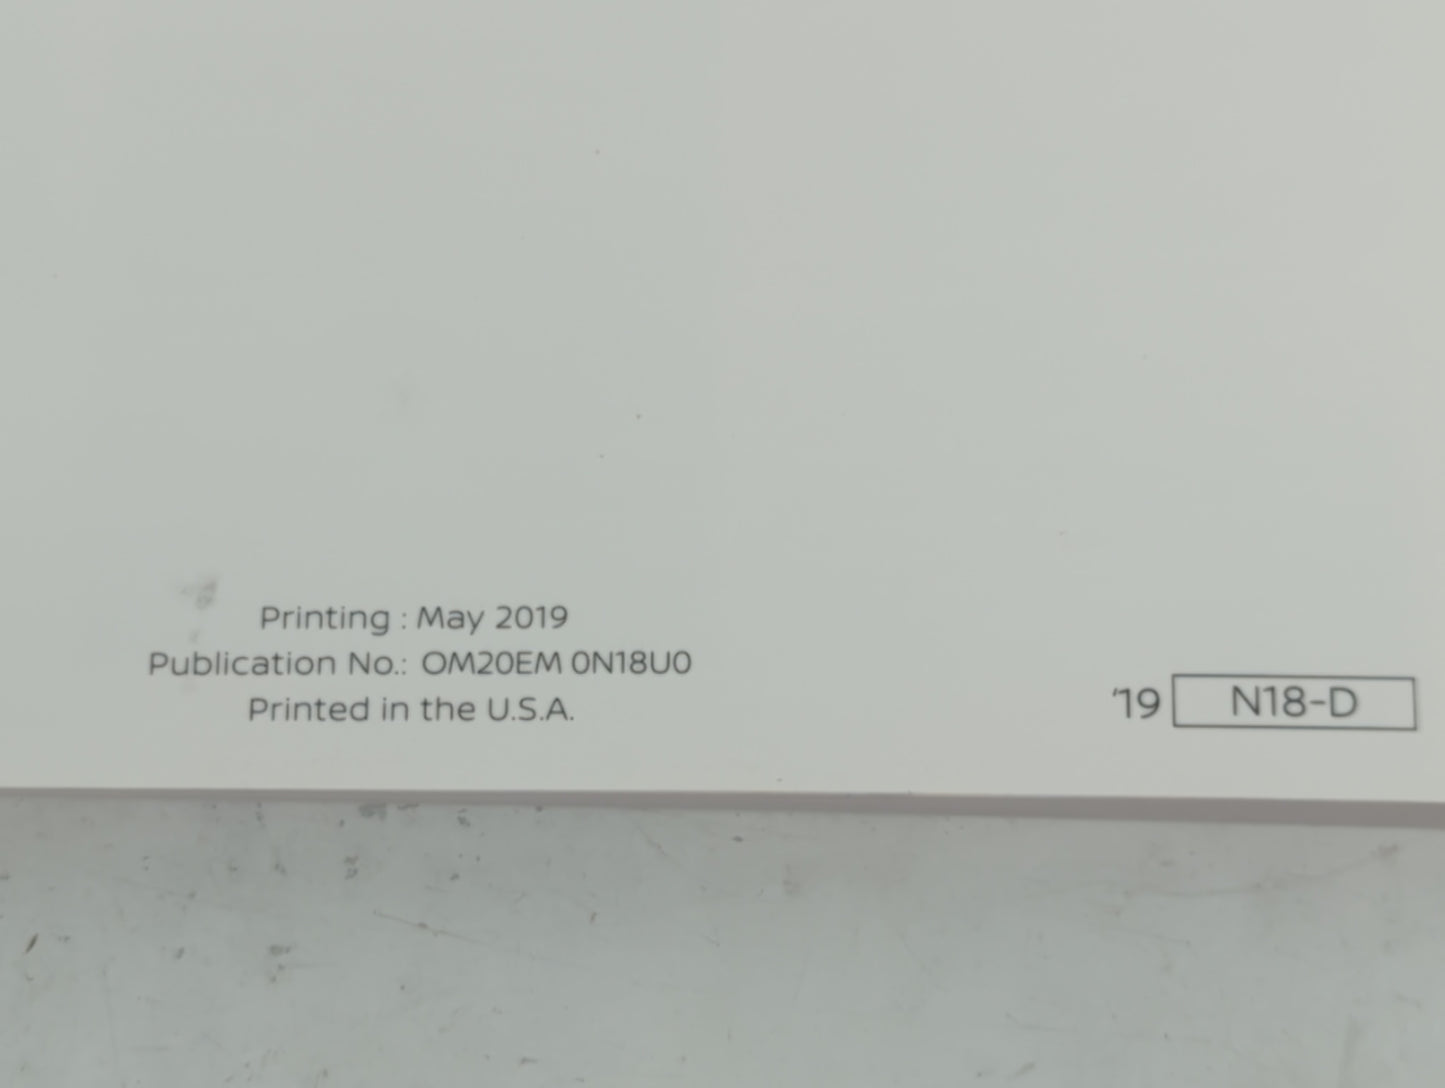 Printing : May 2019
Publication No.: OM20EM 0N18U0
Printed in the U.S.A.
'19 N18-D